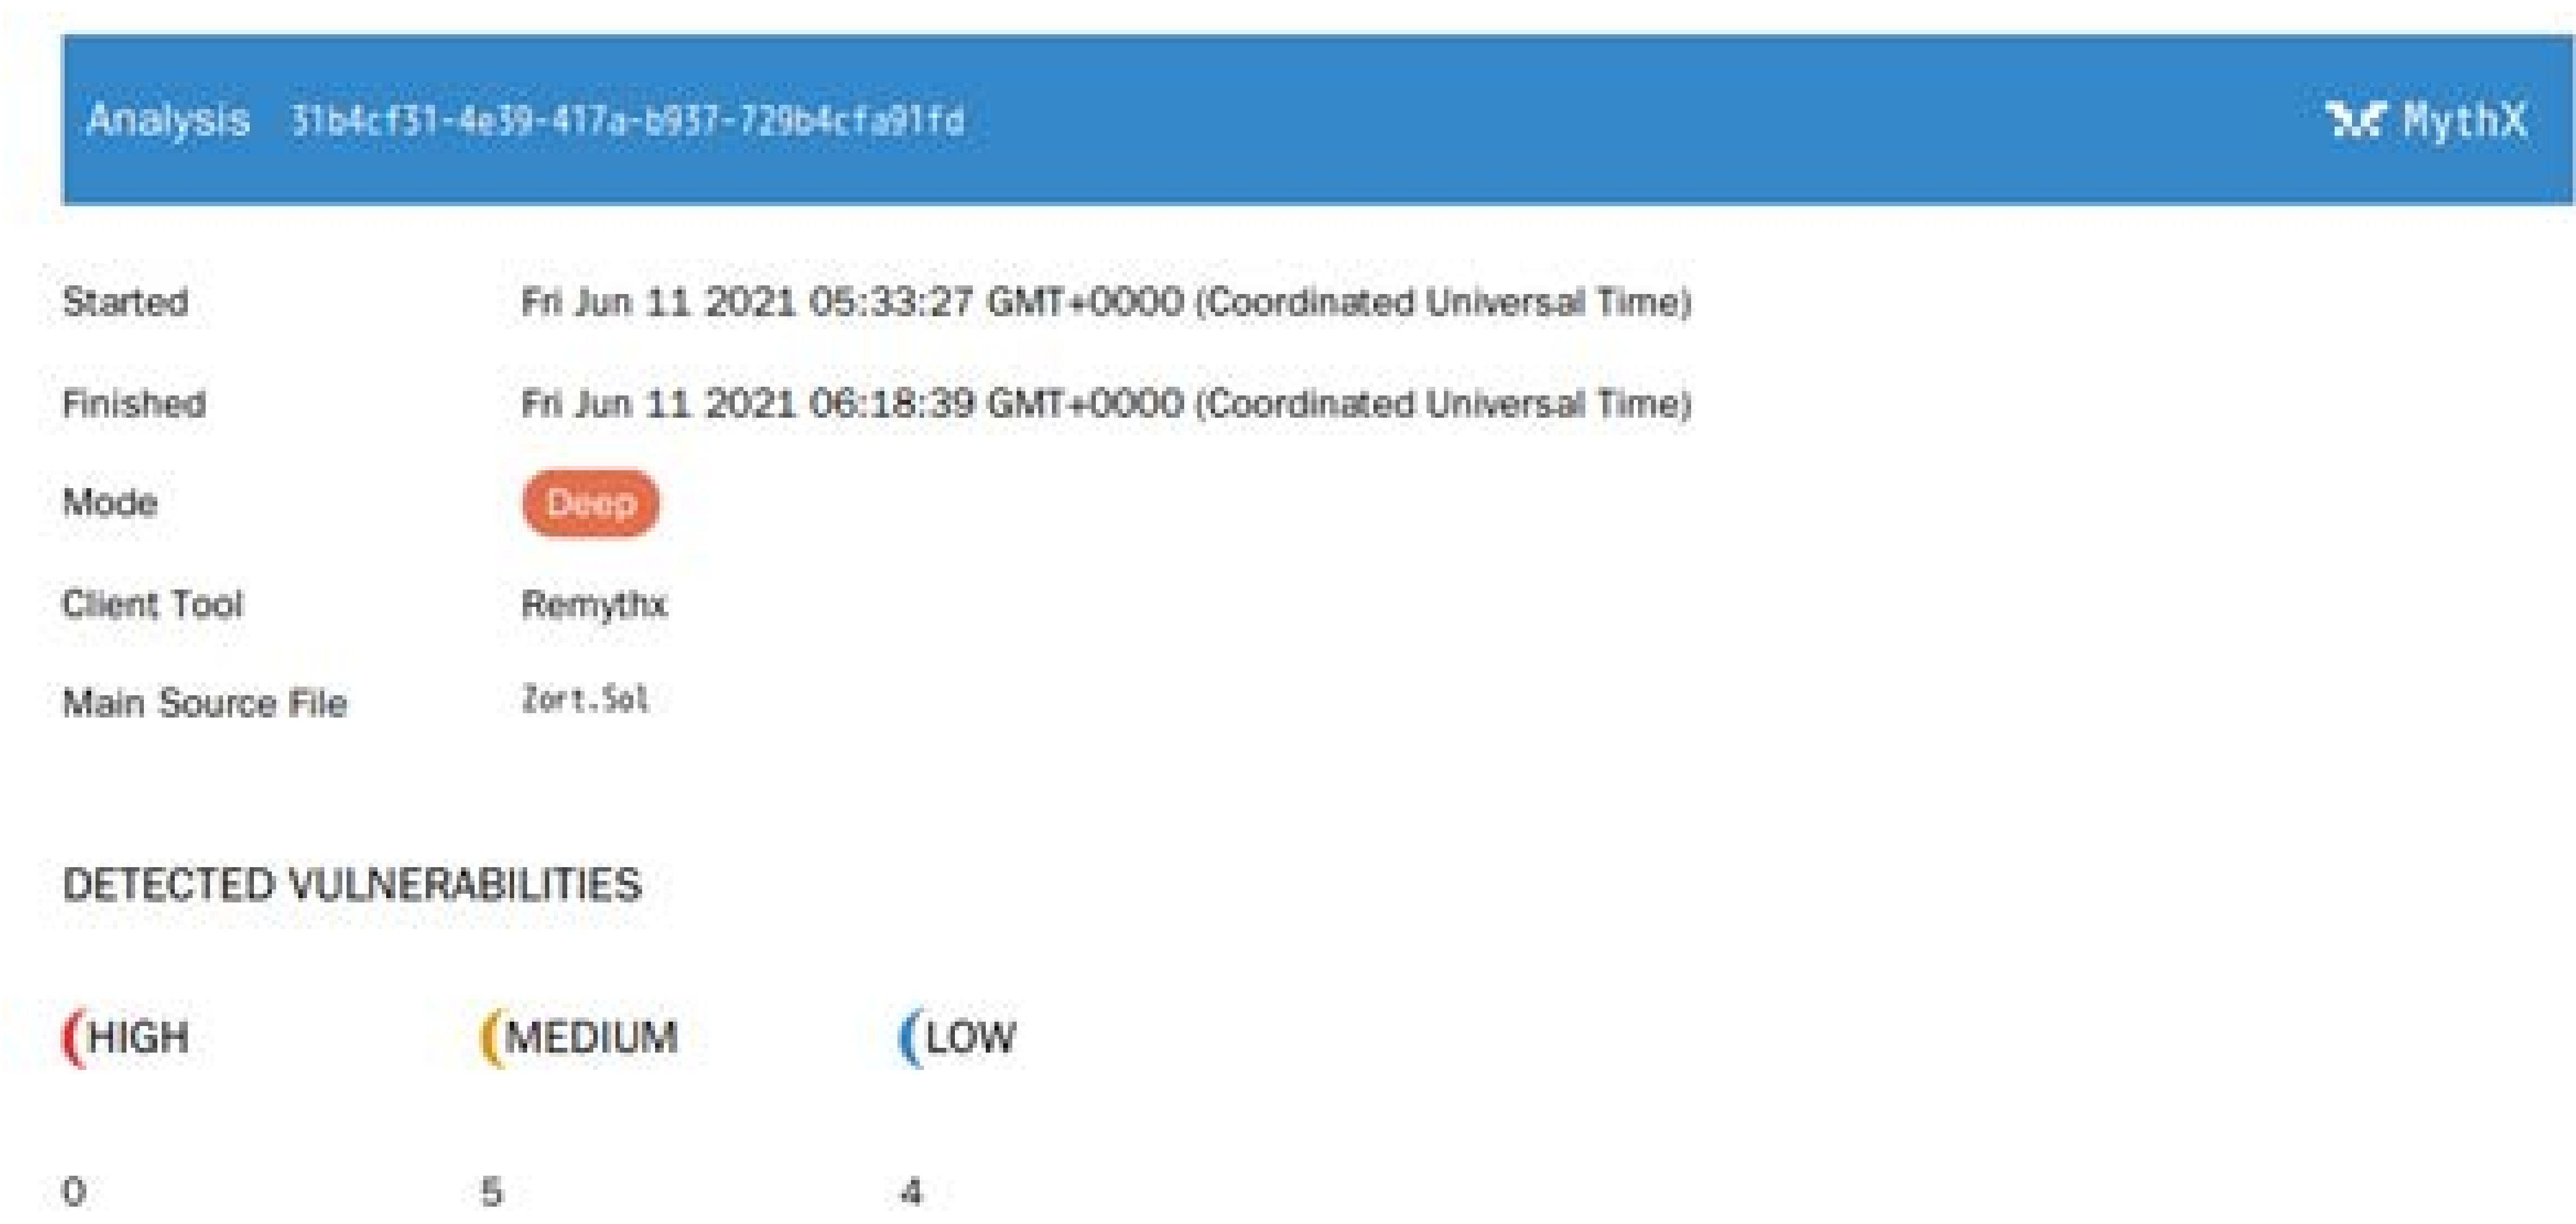 Analysis 31b4cf31-4e39-417a-b937-729b4cfa91fd MythX
Started Fri Jun 11 2021 05:33:27 GMT+0000 (Coordinated Universal Time)
Finished Fri Jun 11 2021 06:18:39 GMT+0000 (Coordinated Universal Time)
Mode Deep
Client Tool Remythx
Main Source File Zort.Sol
DETECTED VULNERABILITIES
(HIGH (MEDIUM (LOW
0 5 4